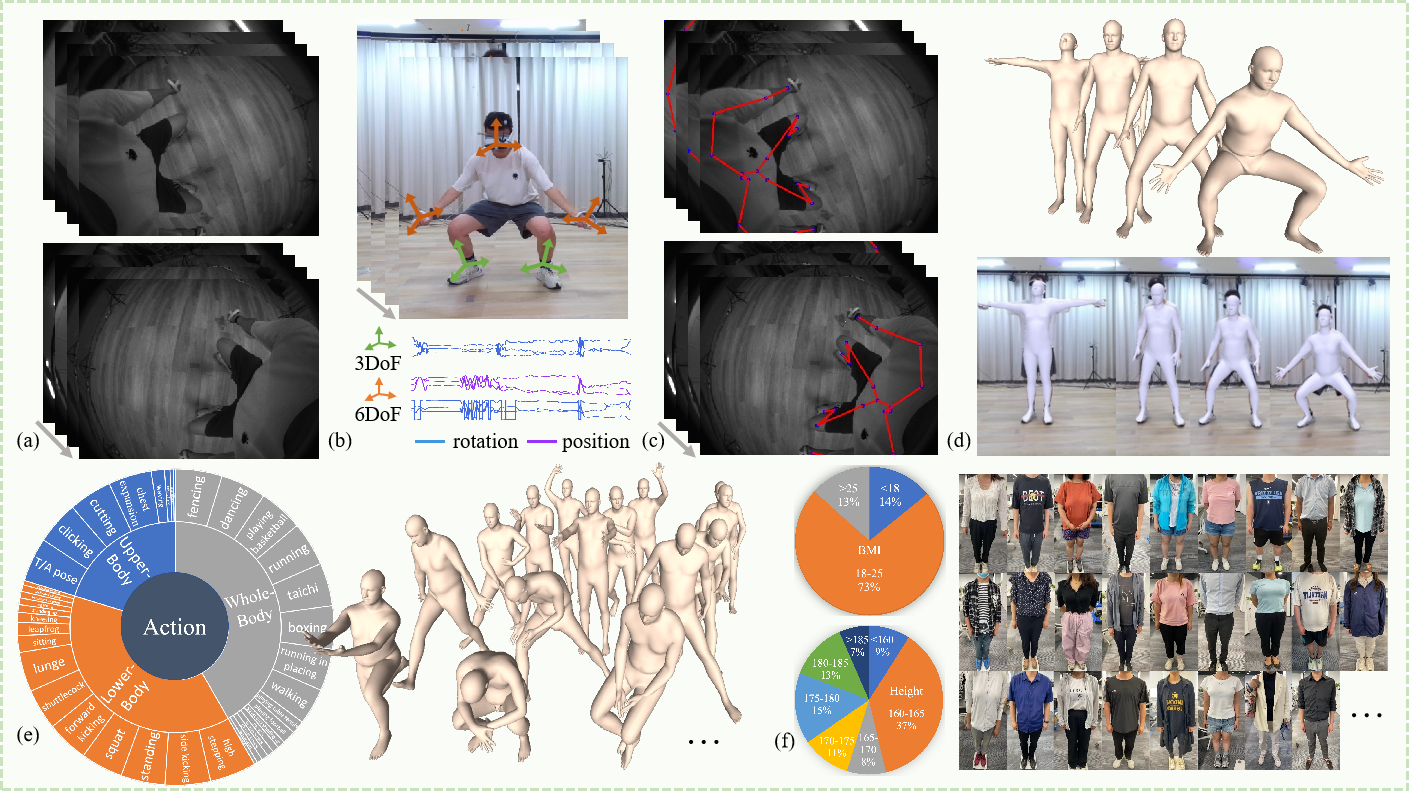 3DoF
6DoF
rotation
position
(a)
(b)
(c)
(d)
Action
Upper-
Body
Whole-
Body
Lower-
Body
fencing
dancing
playing
basketball
running
taichi
boxing
running in
placing
walking
high
stepping
side kicking
standing
squat
forward
kicking
shuttlecock
lunge
sitting
leapfrog
kneeling
T/A pose
clicking
cutting
chest
expansion
waving
(e)
...
>25
13%
<18
14%
BMI
18-25
73%
>185
7%
<160
9%
180-185
13%
Height
160-165
37%
175-180
15%
170-175
11%
165-
170
8%
(f)
...